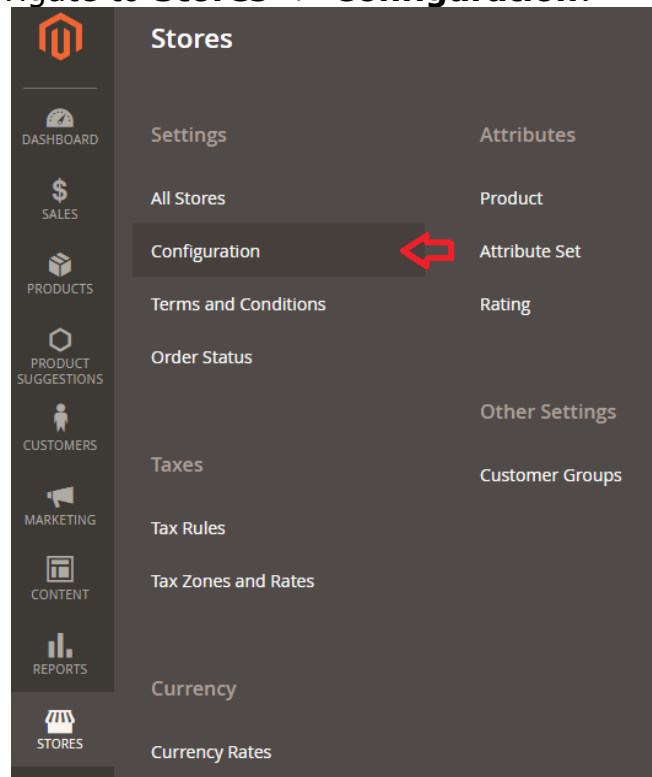 Stores
Settings
All Stores
Configuration
Terms and Conditions
Order Status
Taxes
Tax Rules
Tax Zones and Rates
Currency
Currency Rates
Attributes
Product
Attribute Set
Rating
Other Settings
Customer Groups
DASHBOARD
$
SALES
PRODUCTS
PRODUCT
SUGGESTIONS
CUSTOMERS
MARKETING
CONTENT
REPORTS
STORES